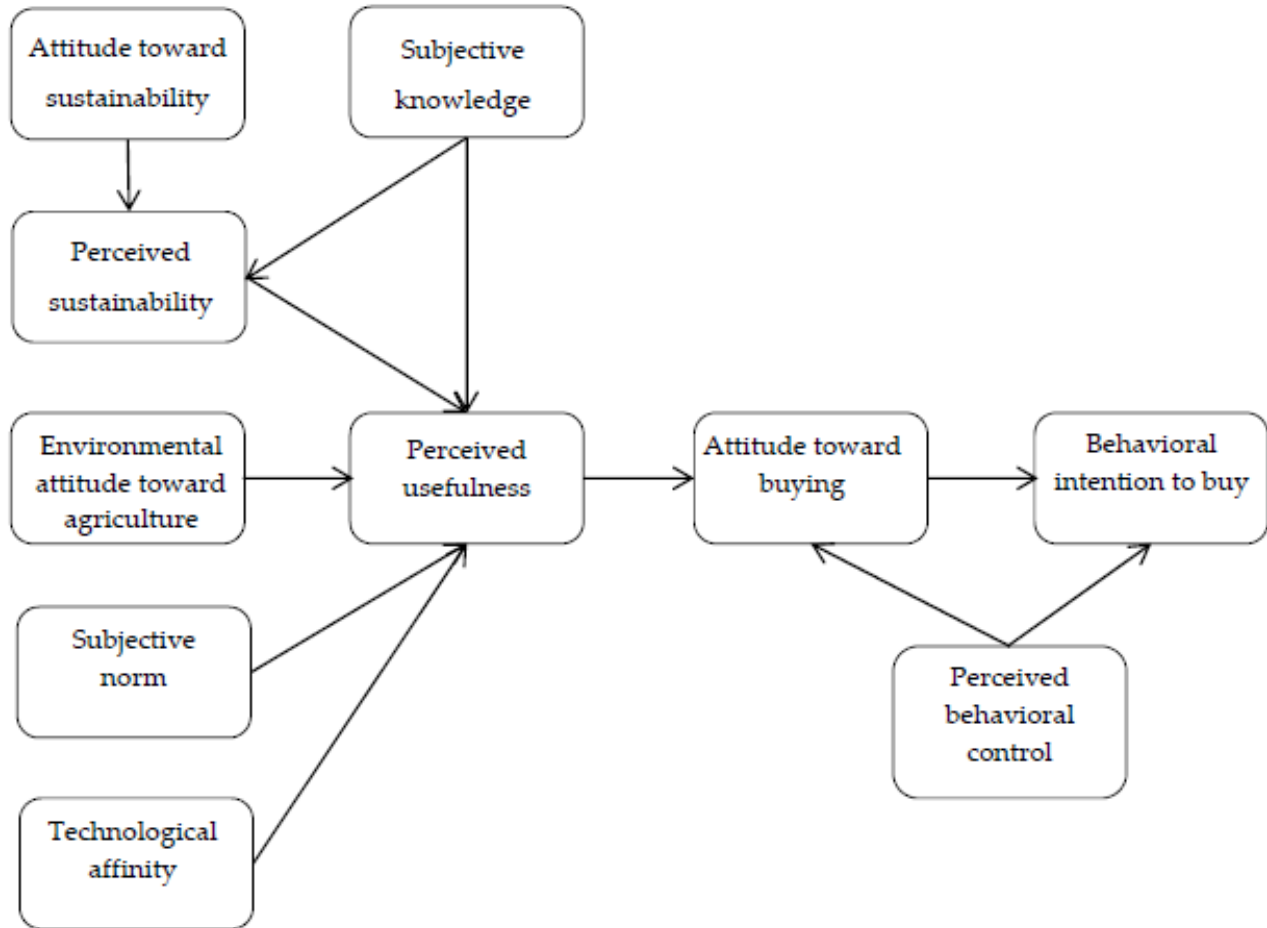 Attitude toward
sustainability
Subjective
knowledge
Perceived
sustainability
Environmental
attitude toward
agriculture
Perceived
usefulness
Attitude toward
buying
Behavioral
intention to buy
Subjective
norm
Perceived
behavioral
control
Technological
affinity